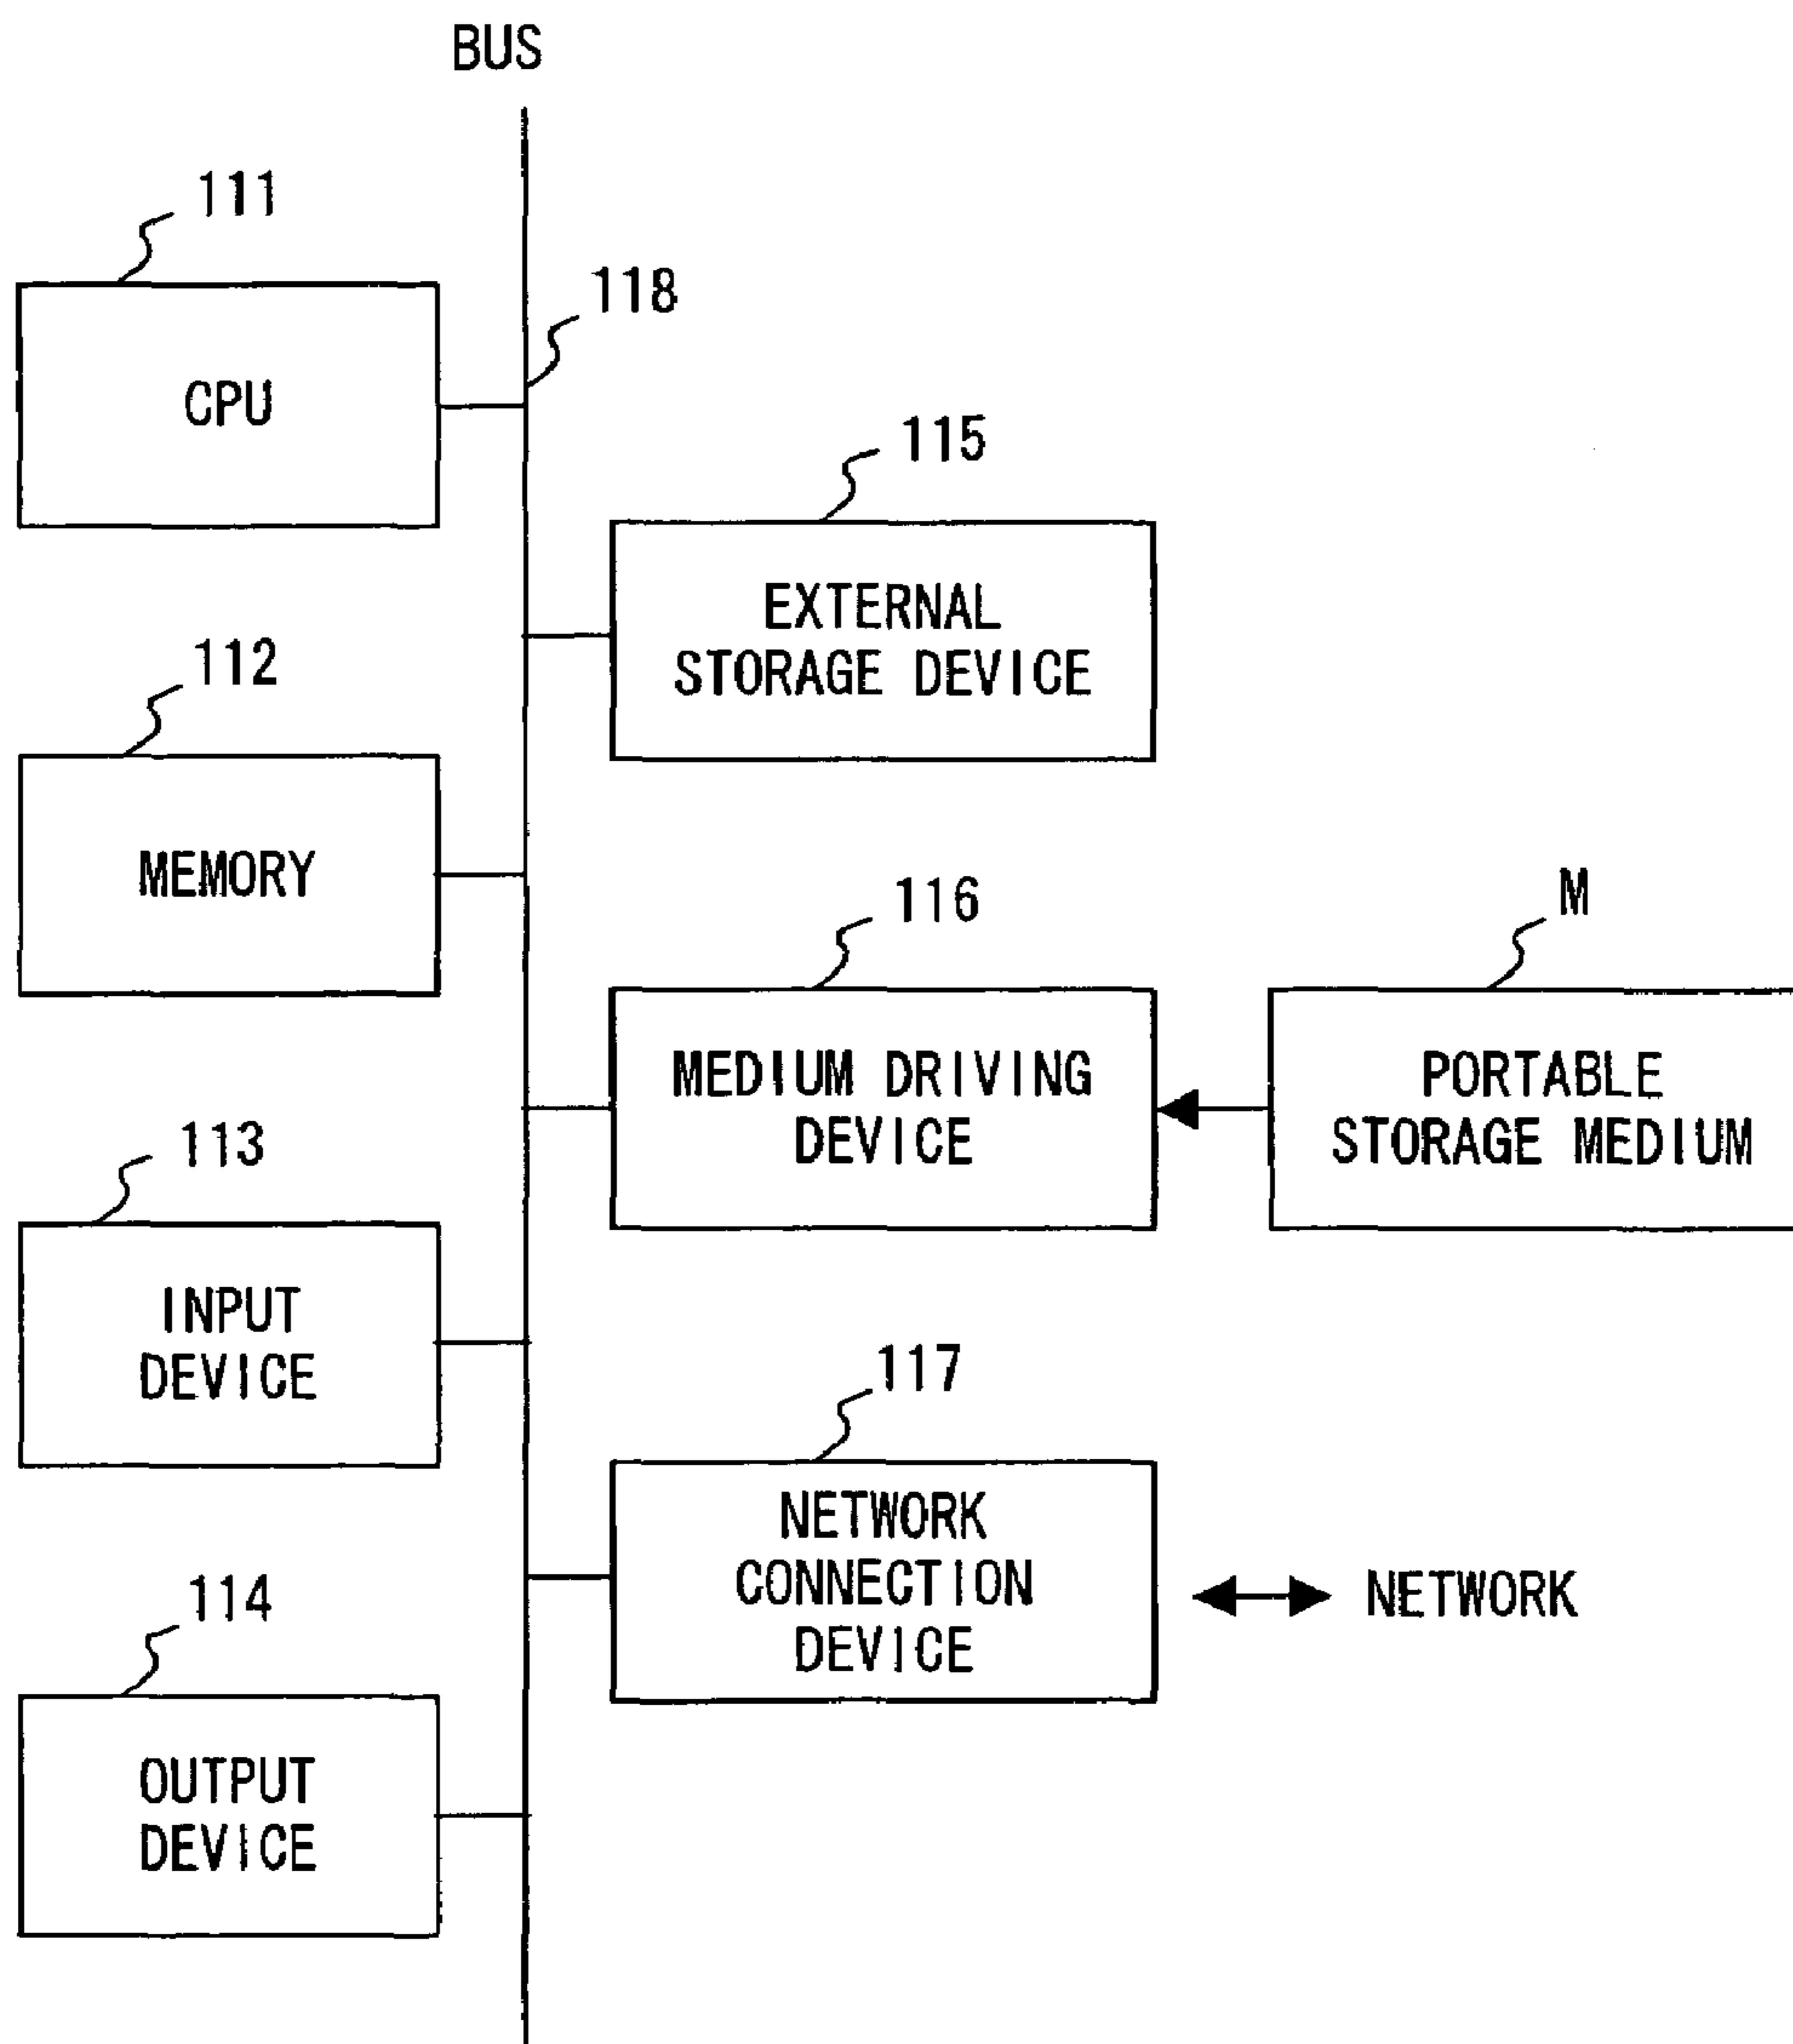 BUS
111
CPU
118
115
EXTERNAL
STORAGE DEVICE
112
MEMORY
116
MEDIUM DRIVING
DEVICE
M
PORTABLE
STORAGE MEDIUM
113
INPUT
DEVICE
117
NETWORK
CONNECTION
DEVICE
NETWORK
114
OUTPUT
DEVICE